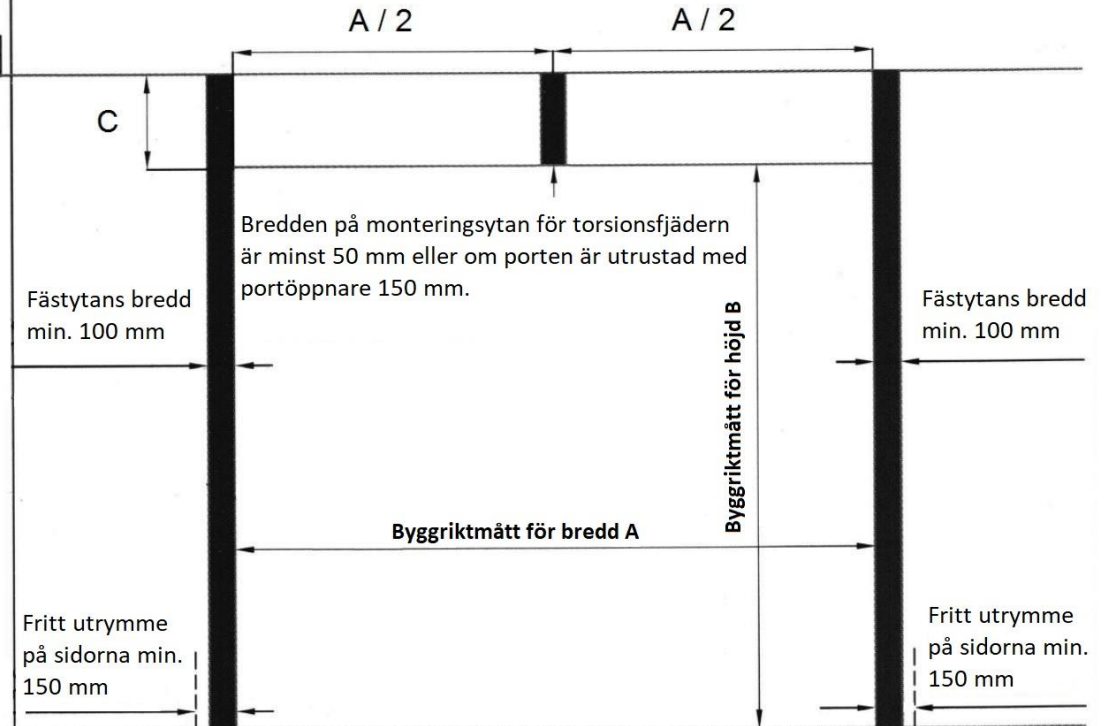 A / 2
A / 2
C
Bredden på monteringsytan för torsionsfjädern
är minst 50 mm eller om porten är utrustad med
portöppnare 150 mm.
Fästytans bredd
min. 100 mm
Fästytans bredd
min. 100 mm
Byggriktmått för höjd B
Byggriktmått för bredd A
Fritt utrymme
på sidorna min.
150 mm
Fritt utrymme
på sidorna min.
150 mm